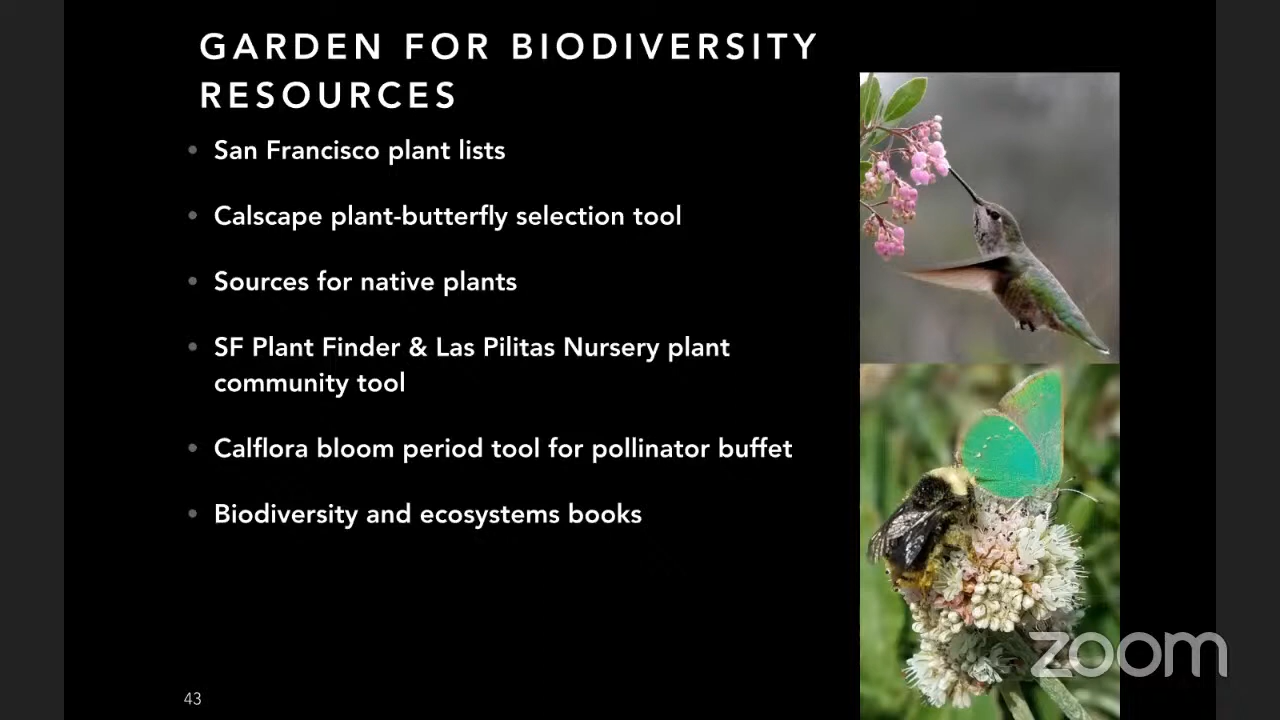 GARDEN FOR BIODIVERSITY
RESOURCES
• San Francisco plant lists
• Calscape plant-butterfly selection tool
• Sources for native plants
• SF Plant Finder & Las Pilitas Nursery plant
community tool
• Calflora bloom period tool for pollinator buffet
• Biodiversity and ecosystems books
zoom
43